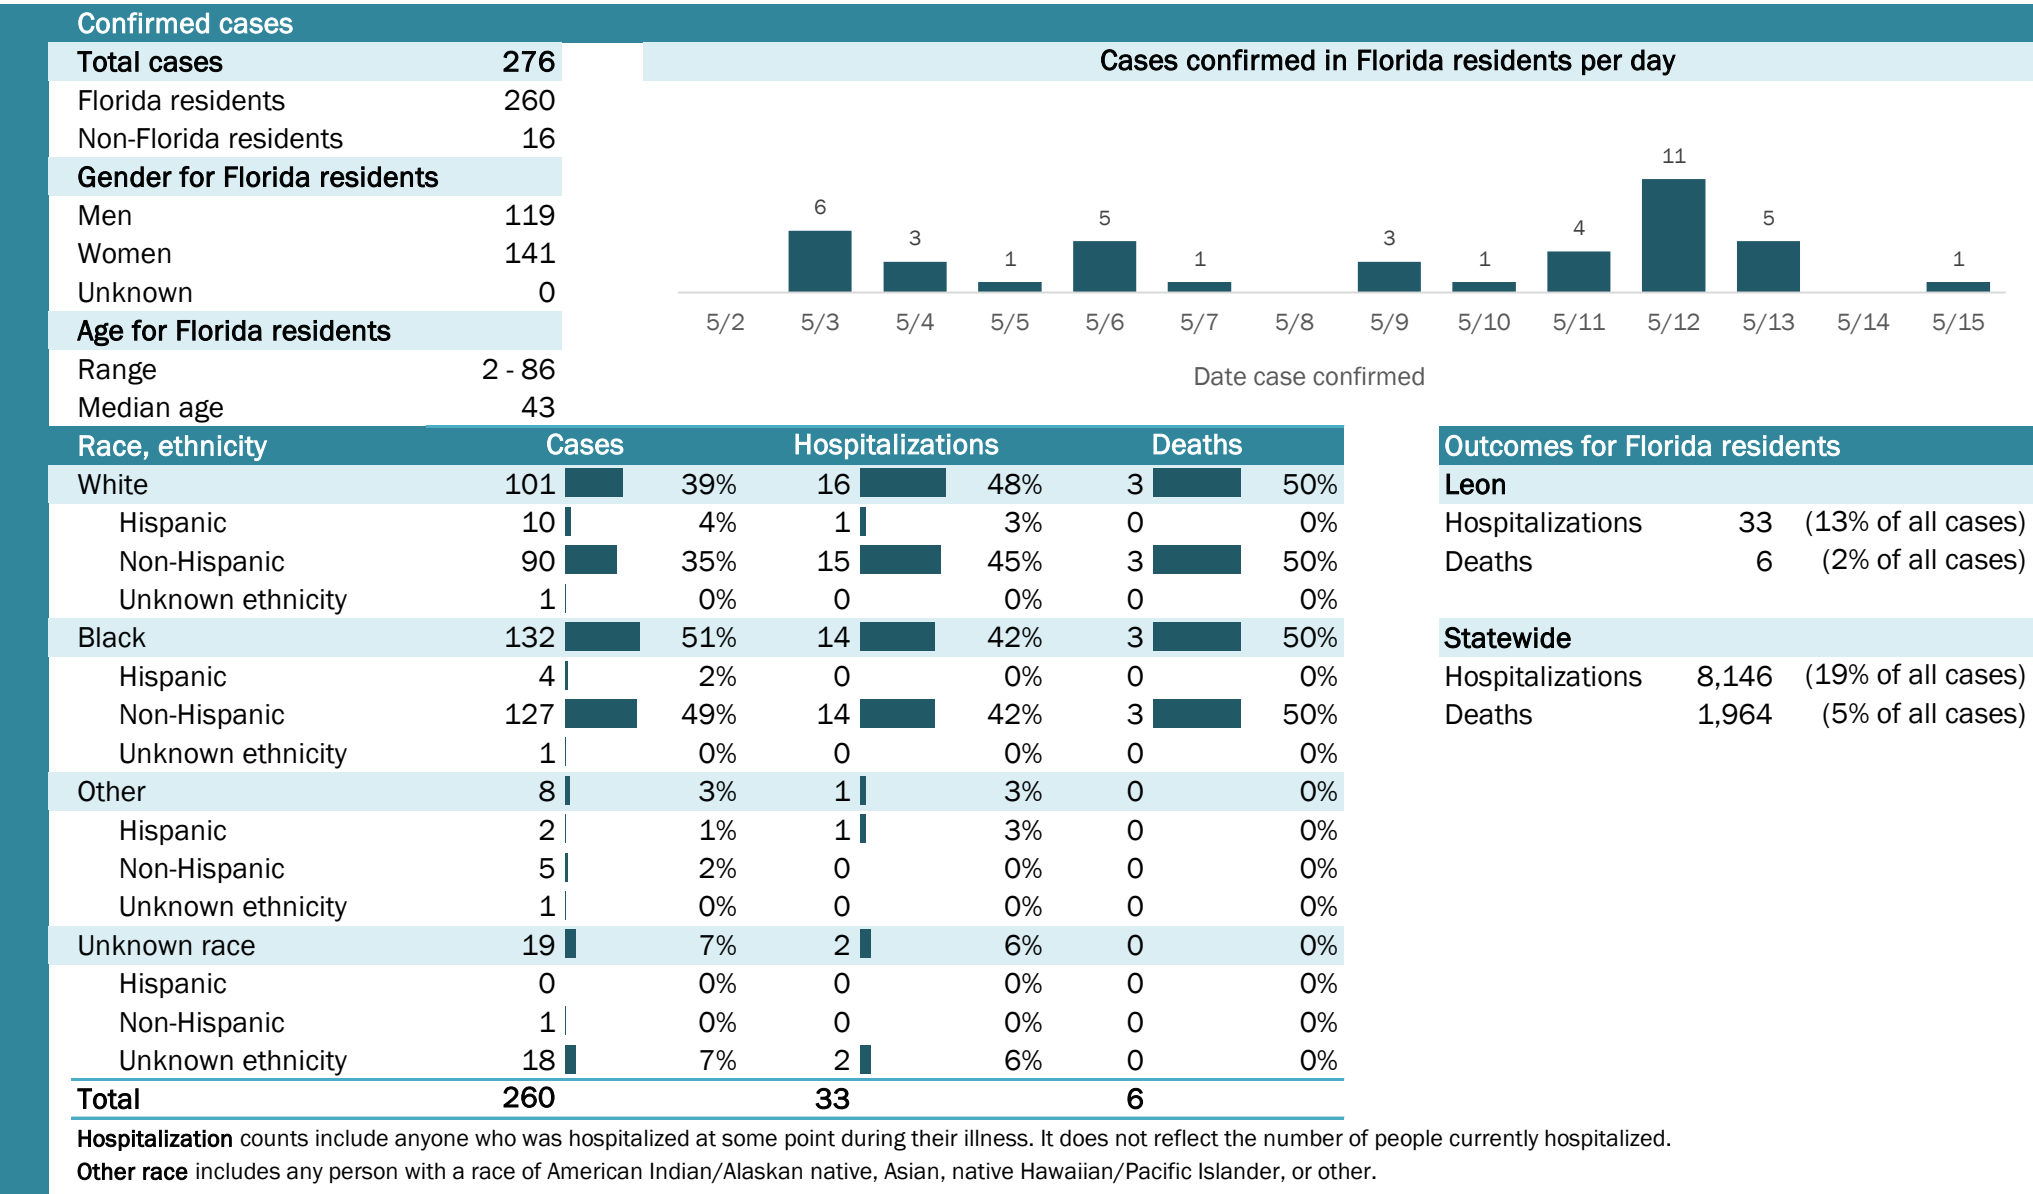 Confirmed cases
Total cases 276
Florida residents 260
Non-Florida residents 16
Gender for Florida residents
Men 119
Women 141
Unknown 0
Age for Florida residents
Range 2 - 86
Median age 43
Cases confirmed in Florida residents per day
6 3 1 5 1 3 1 4 11 5 1
5/2 5/3 5/4 5/5 5/6 5/7 5/8 5/9 5/10 5/11 5/12 5/13 5/14 5/15
Date case confirmed
Race, ethnicity Cases Hospitalizations Deaths
White 101 39% 16 48% 3 50%
Hispanic 10 4% 1 3% 0 0%
Non-Hispanic 90 35% 15 45% 3 50%
Unknown ethnicity 1 0% 0 0% 0 0%
Black 132 51% 14 42% 3 50%
Hispanic 4 2% 0 0% 0 0%
Non-Hispanic 127 49% 14 42% 3 50%
Unknown ethnicity 1 0% 0 0% 0 0%
Other 8 3% 1 3% 0 0%
Hispanic 2 1% 1 3% 0 0%
Non-Hispanic 5 2% 0 0% 0 0%
Unknown ethnicity 1 0% 0 0% 0 0%
Unknown race 19 7% 2 6% 0 0%
Hispanic 0 0% 0 0% 0 0%
Non-Hispanic 1 0% 0 0% 0 0%
Unknown ethnicity 18 7% 2 6% 0 0%
Total 260 33 6
Outcomes for Florida residents
Leon
Hospitalizations 33 (13% of all cases)
Deaths 6 (2% of all cases)
Statewide
Hospitalizations 8,146 (19% of all cases)
Deaths 1,964 (5% of all cases)
Hospitalization counts include anyone who was hospitalized at some point during their illness. It does not reflect the number of people currently hospitalized.
Other race includes any person with a race of American Indian/Alaskan native, Asian, native Hawaiian/Pacific Islander, or other.